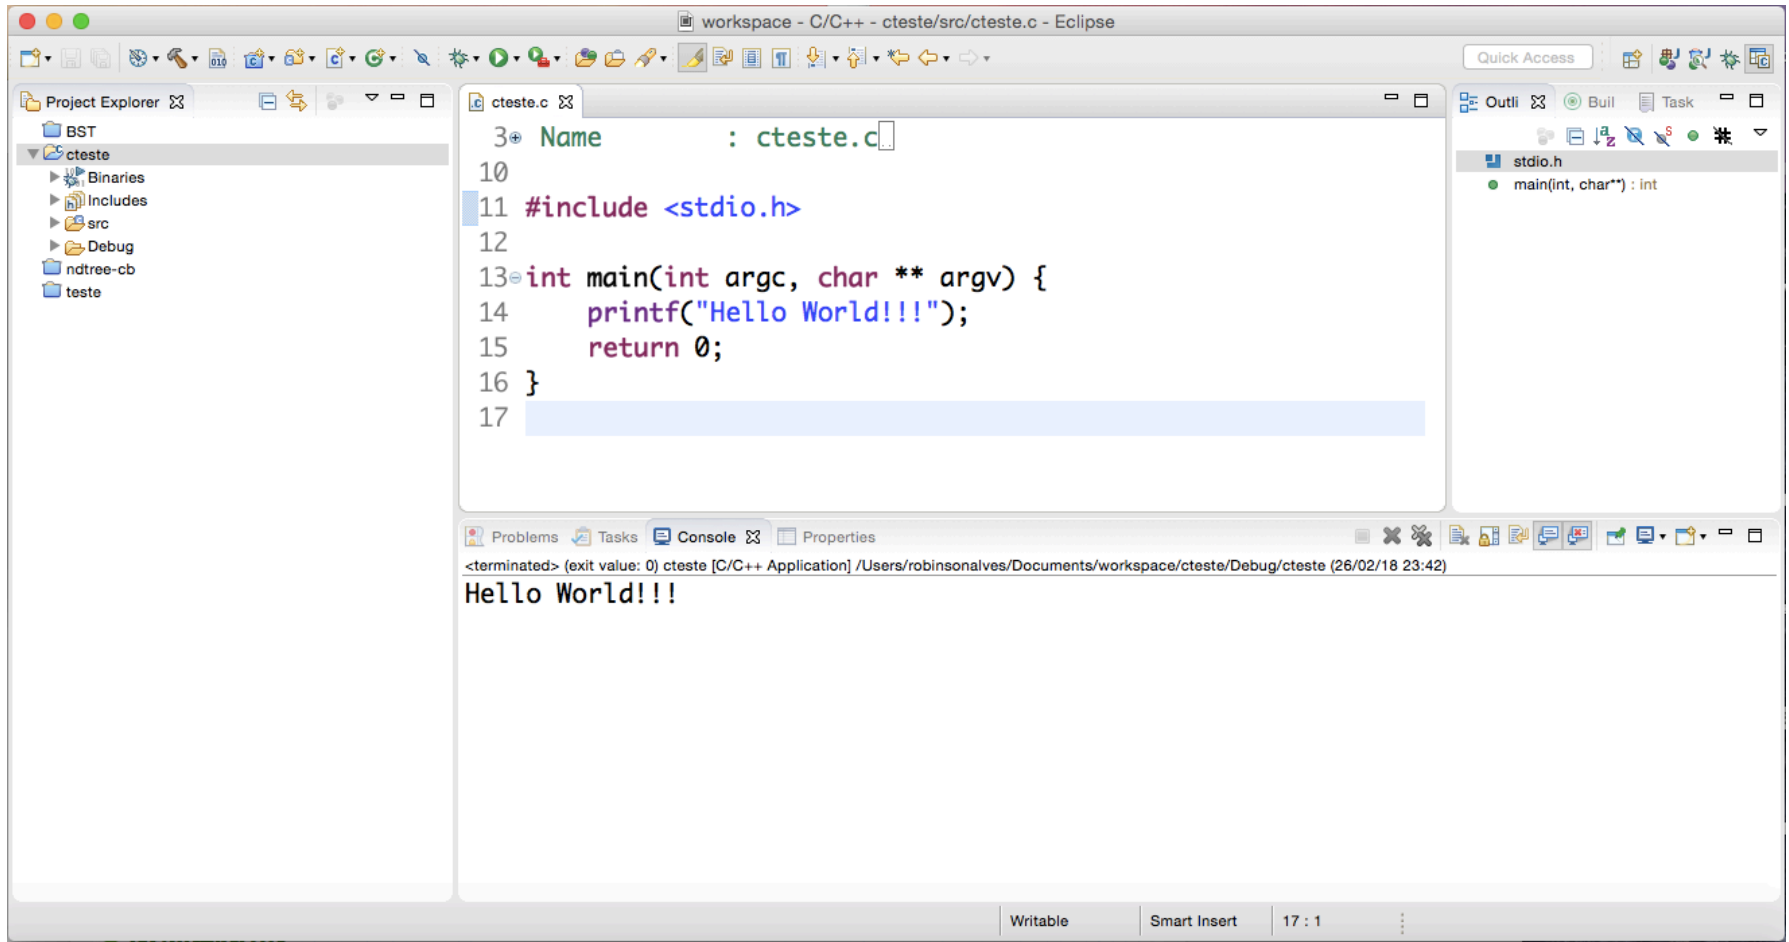 workspace - C/C++ - cteste/src/cteste.c - Eclipse
Quick Access
Project Explorer
BST
cteste
Binaries
Includes
src
Debug
ndtree-cb
teste
cteste.c
3 Name : cteste.c
10
11 #include <stdio.h>
12
13 int main(int argc, char ** argv) {
14 printf("Hello World!!!");
15 return 0;
16 }
17
Outli Buil Task
stdio.h
main(int, char**) : int
Problems Tasks Console Properties
<terminated> (exit value: 0) cteste [C/C++ Application] /Users/robinsonalves/Documents/workspace/cteste/Debug/cteste (26/02/18 23:42)
Hello World!!!
Writable Smart Insert 17 : 1